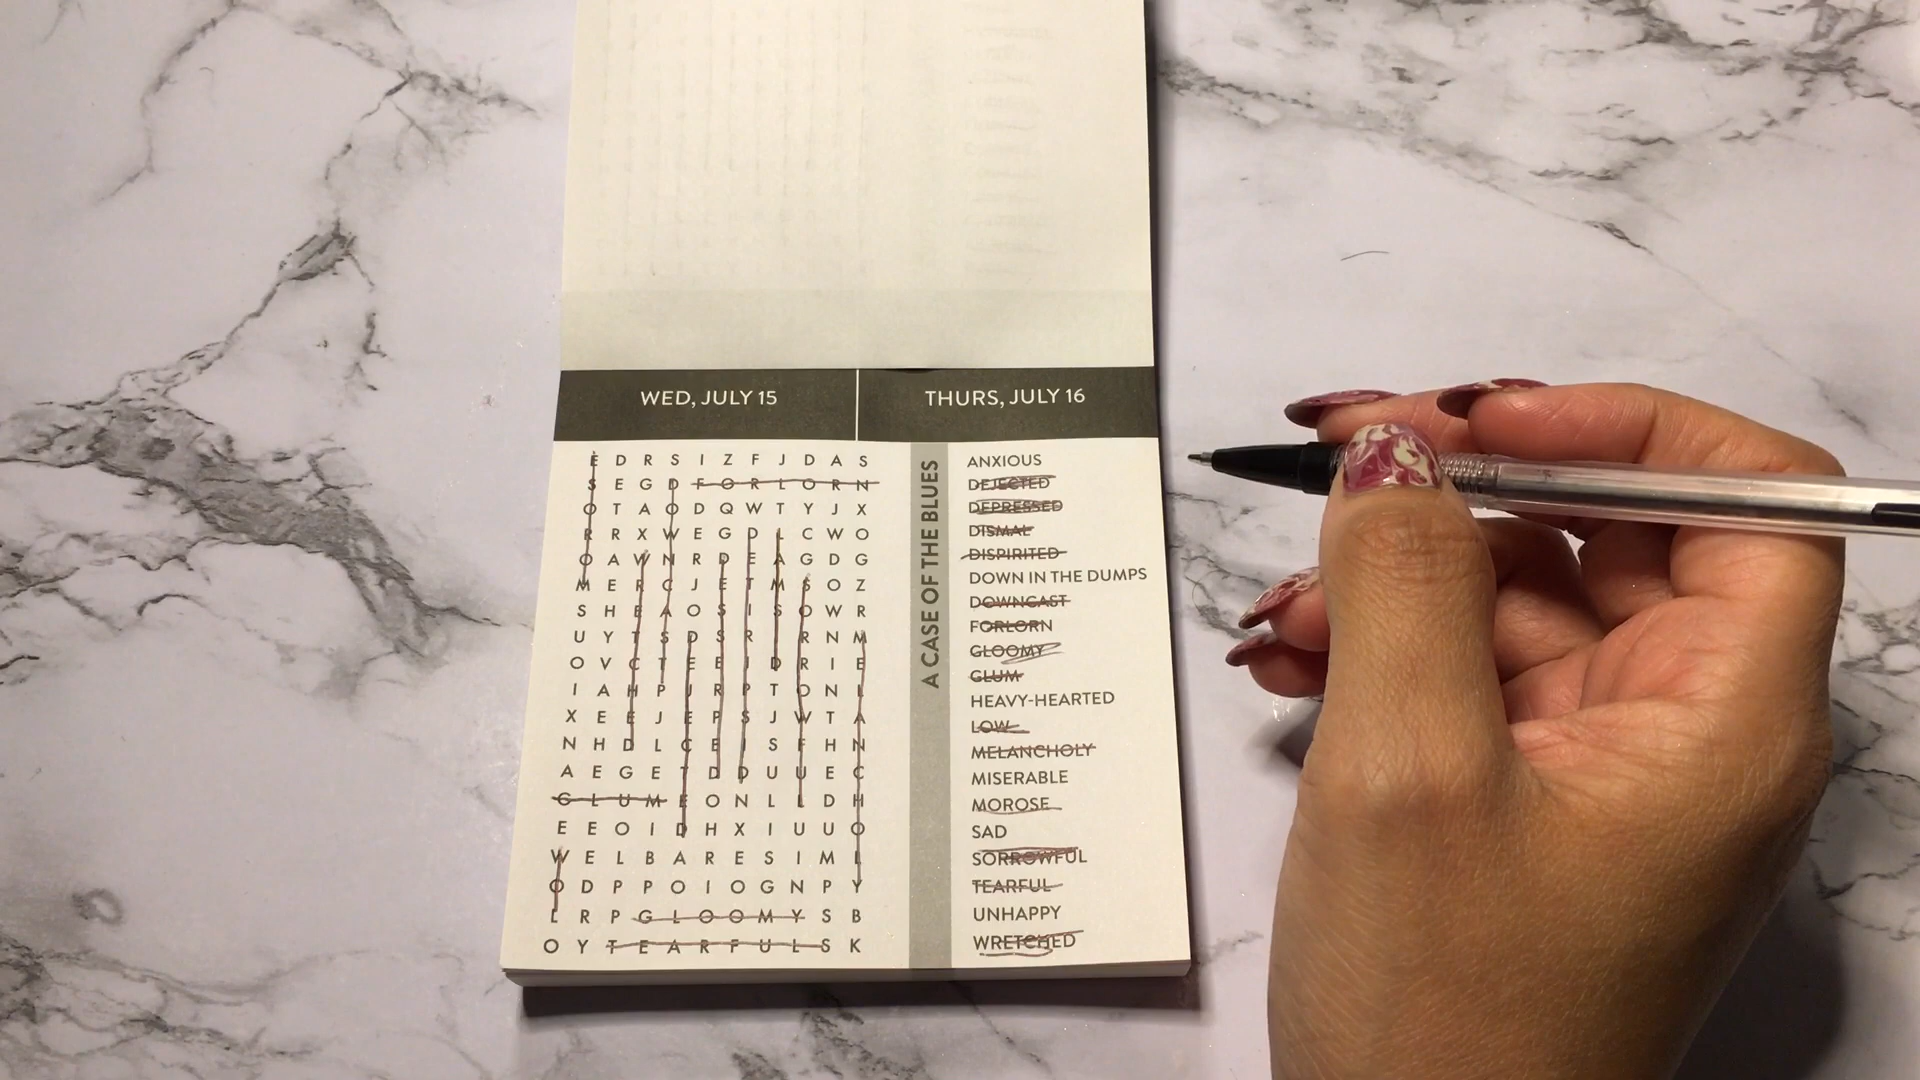 WED, JULY 15
THURS, JULY 16
E D R S I Z F J D A S
S E G D F O R L O R N
O T A O D Q W T Y J X
R R X W E G D L C W O
O A W N R D E A G D G
M E R C J E T M S O Z
S H E A O S I S O W R
U Y T S D S R I R N M
O V C T E E I D R I E
I A H P J R P T O N L
X E E J E P S J W T A
N H D L C E I S F H N
A E G E T D D U U E C
G L U M E O N L L D H
E E O I D H X I U U O
W E L B A R E S I M L
O D P P O I O G N P Y
L R P G L O O M Y S B
O Y T E A R F U L S K
A CASE OF THE BLUES
ANXIOUS
DEJECTED
DEPRESSED
DISMAL
DISPIRITED
DOWN IN THE DUMPS
DOWNCAST
FORLORN
GLOOMY
GLUM
HEAVY-HEARTED
LOW
MELANCHOLY
MISERABLE
MOROSE
SAD
SORROWFUL
TEARFUL
UNHAPPY
WRETCHED